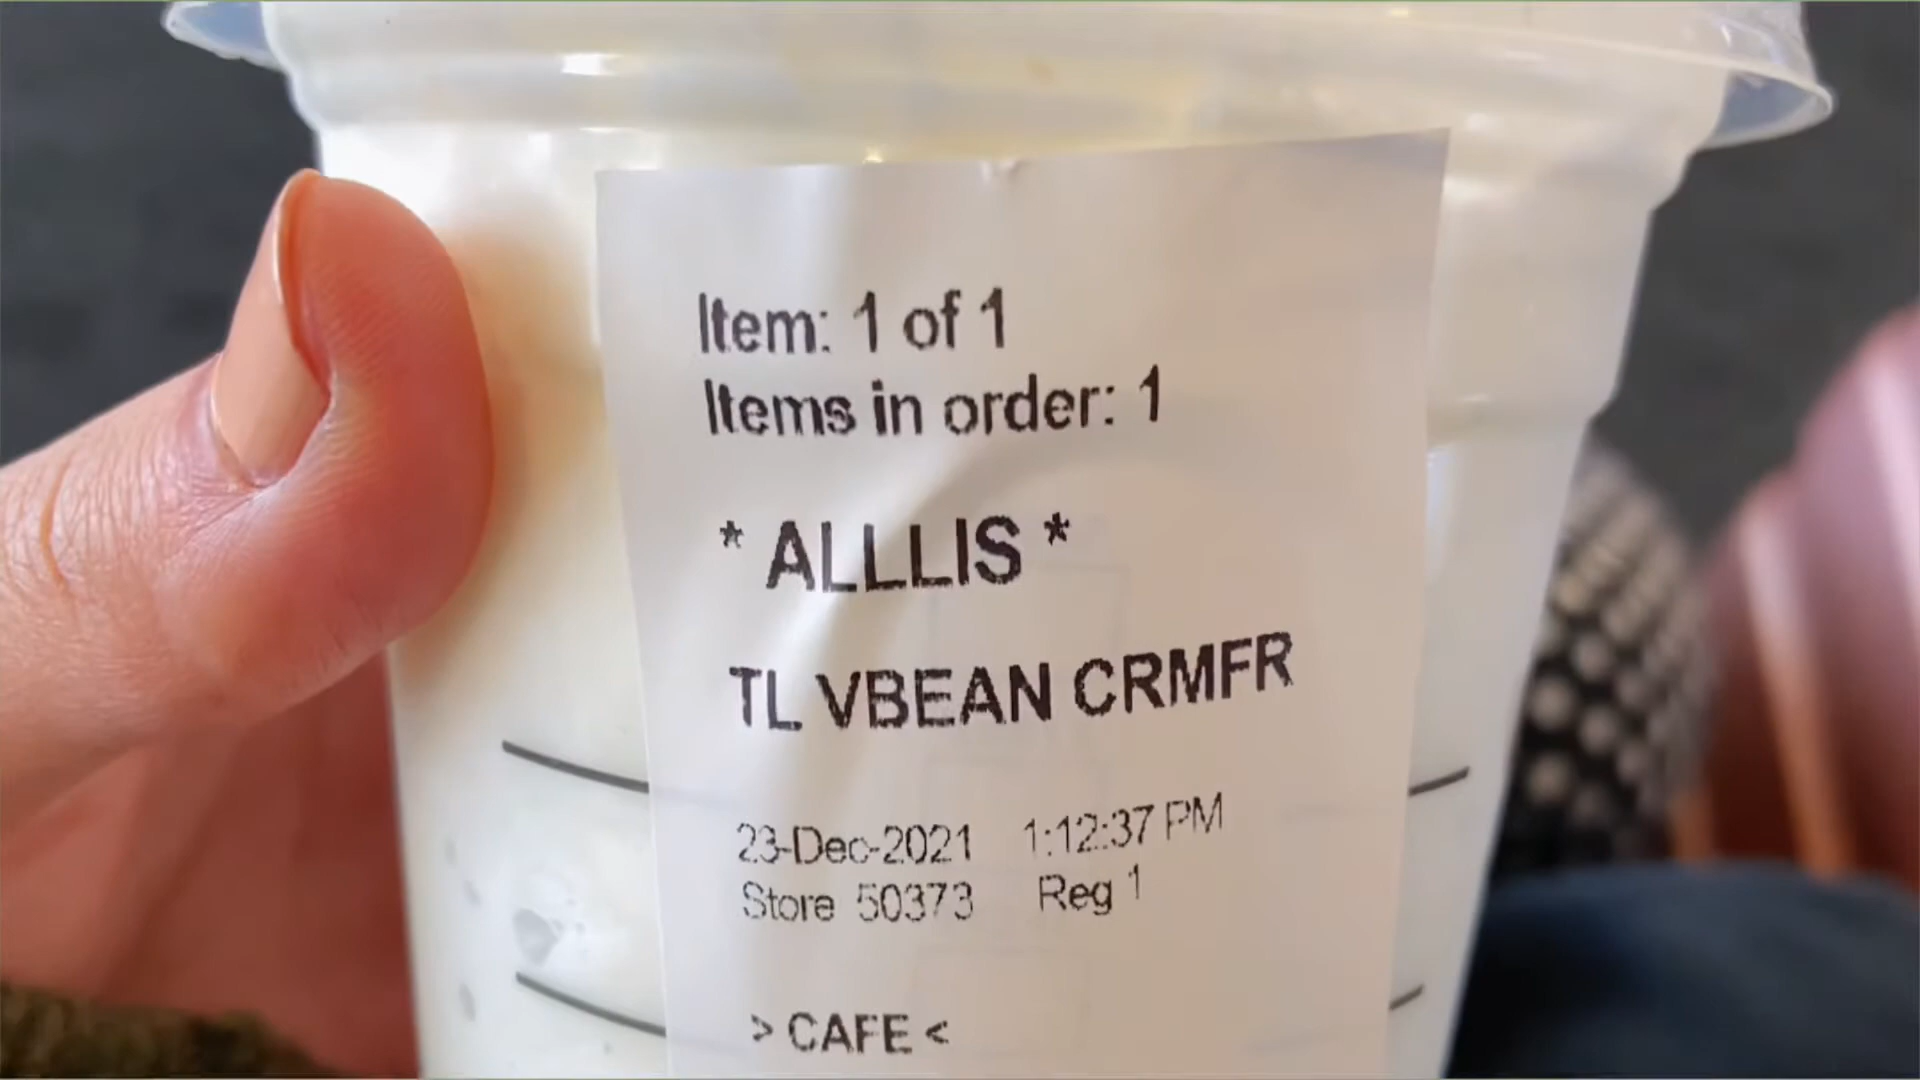 Item: 1 of 1
Items in order: 1
* ALLLIS *
TL VBEAN CRMFR
23-Dec-2021 1:12:37 PM
Store 50373 Reg 1
> CAFE <